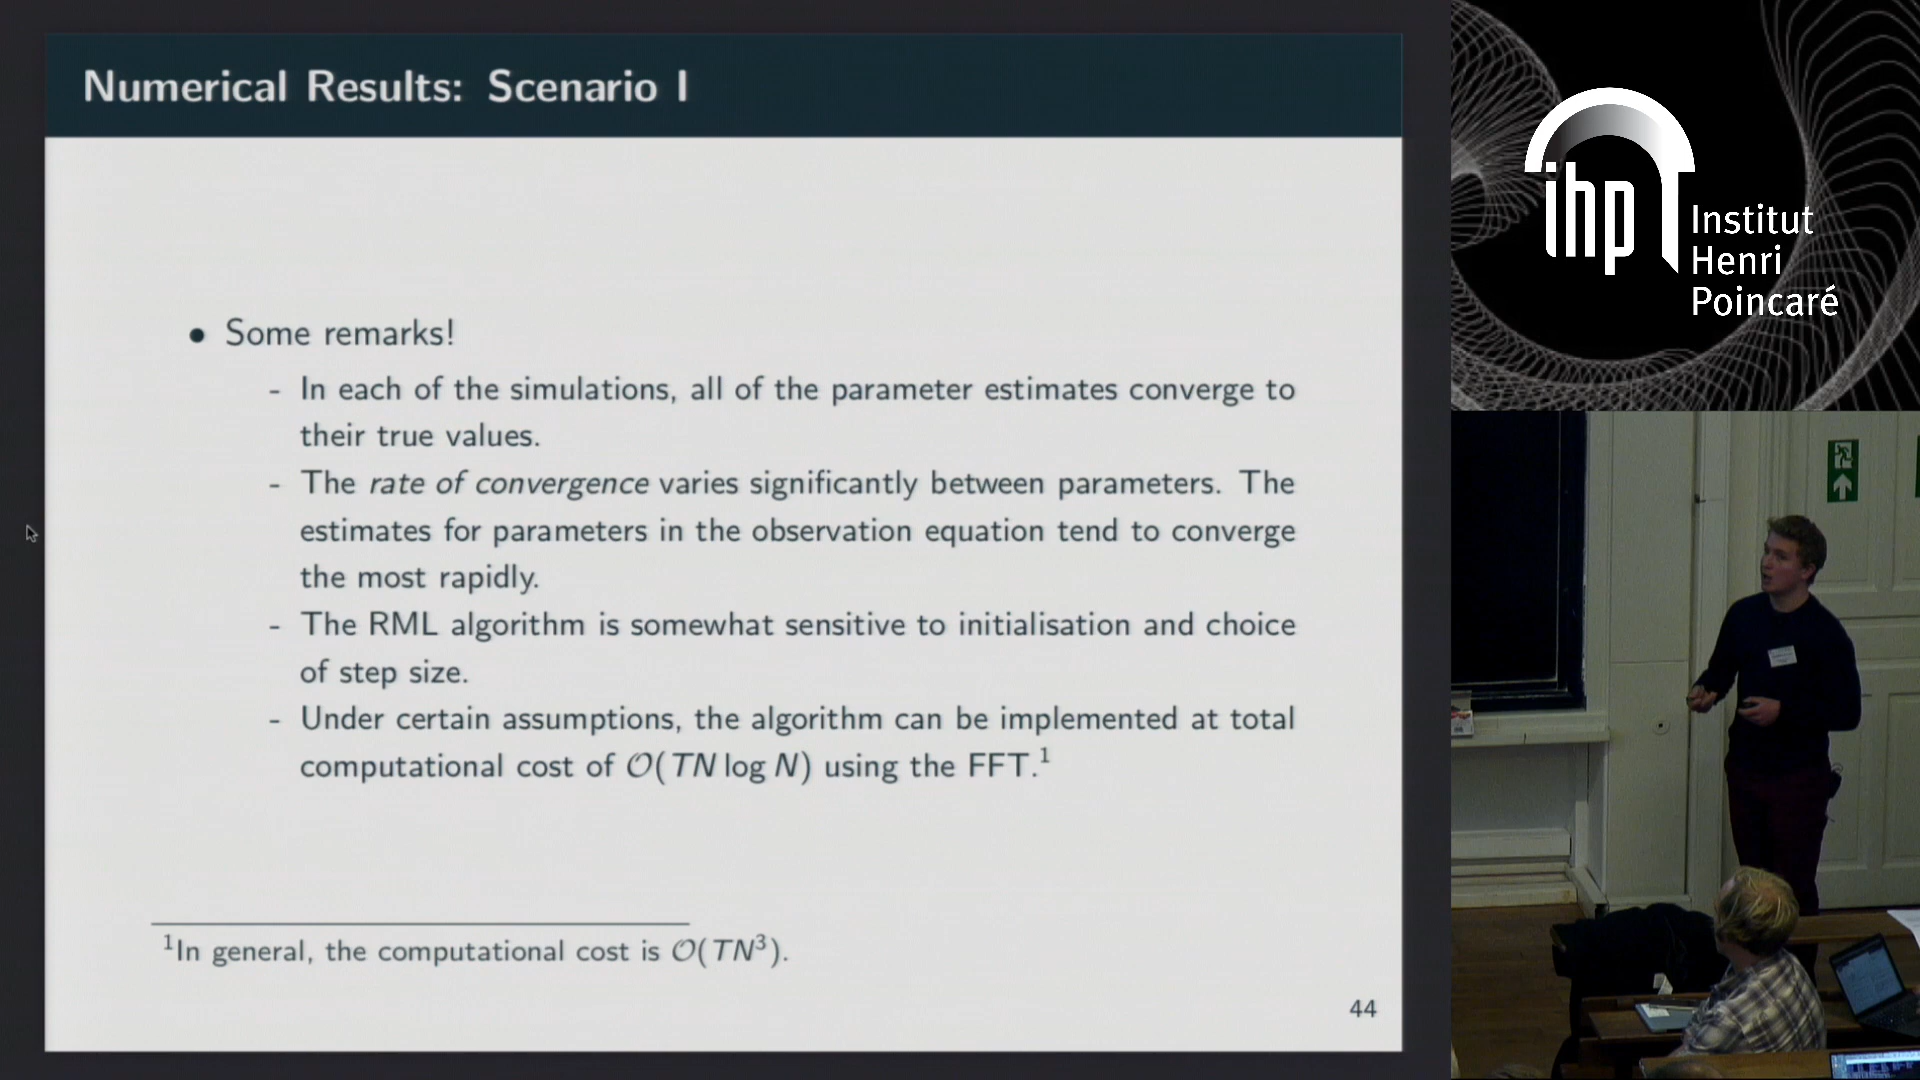 Numerical Results: Scenario I
• Some remarks!
- In each of the simulations, all of the parameter estimates converge to
their true values.
- The rate of convergence varies significantly between parameters. The
estimates for parameters in the observation equation tend to converge
the most rapidly.
- The RML algorithm is somewhat sensitive to initialisation and choice
of step size.
- Under certain assumptions, the algorithm can be implemented at total
computational cost of O(TN log N) using the FFT.¹
¹In general, the computational cost is O(TN³).
44
ihp
Institut
Henri
Poincaré